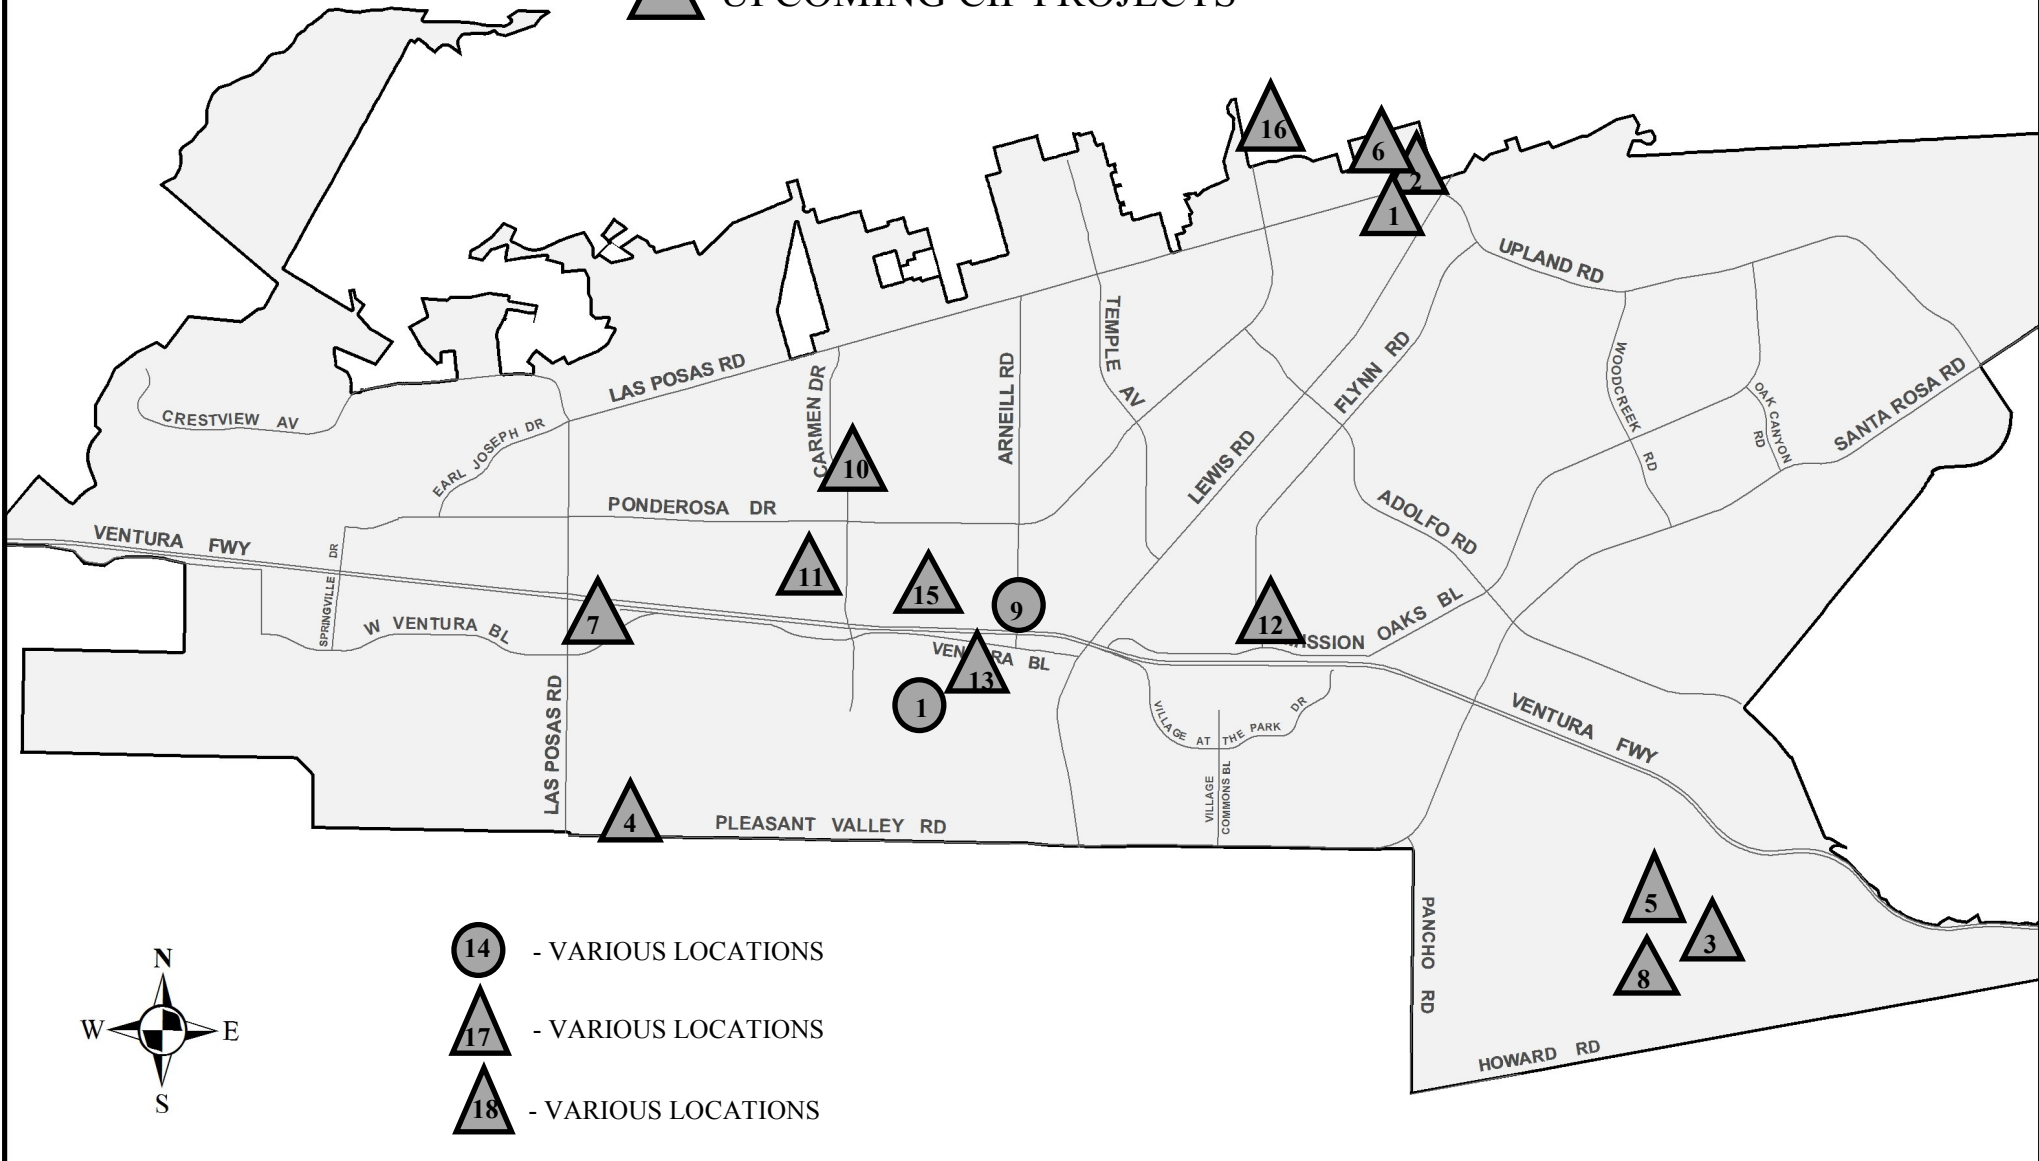 UPCOMING CIP PROJECTS
16
6
2
1
UPLAND RD
TEMPLE AV
LAS POSAS RD
CARMEN DR
ARNEILL RD
FLYNN RD
WOODCREEK RD
OAK CANYON RD
SANTA ROSA RD
CRESTVIEW AV
EARL JOSEPH DR
10
LEWIS RD
PONDEROSA DR
ADOLFO RD
VENTURA FWY
SPRINGVILLE DR
11
15
9
7
W VENTURA BL
12
MISSION OAKS BL
VENTURA BL
13
1
LAS POSAS RD
VILLAGE AT THE PARK DR
VENTURA FWY
VILLAGE
COMMONS BL
4
PLEASANT VALLEY RD
5
3
8
PANCHO RD
HOWARD RD
14 - VARIOUS LOCATIONS
17 - VARIOUS LOCATIONS
18 - VARIOUS LOCATIONS
N
W E
S